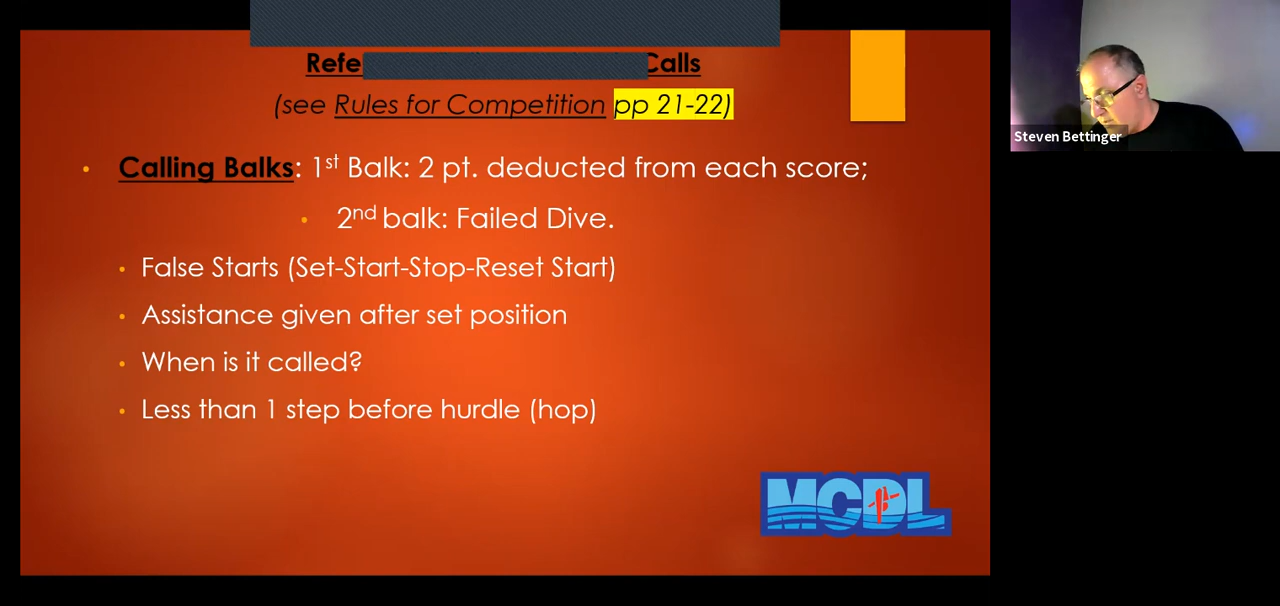 Refe Calls
(see Rules for Competition pp 21-22)
• Calling Balks: 1st Balk: 2 pt. deducted from each score;
• 2nd balk: Failed Dive.
• False Starts (Set-Start-Stop-Reset Start)
• Assistance given after set position
• When is it called?
• Less than 1 step before hurdle (hop)
MCDL
Steven Bettinger